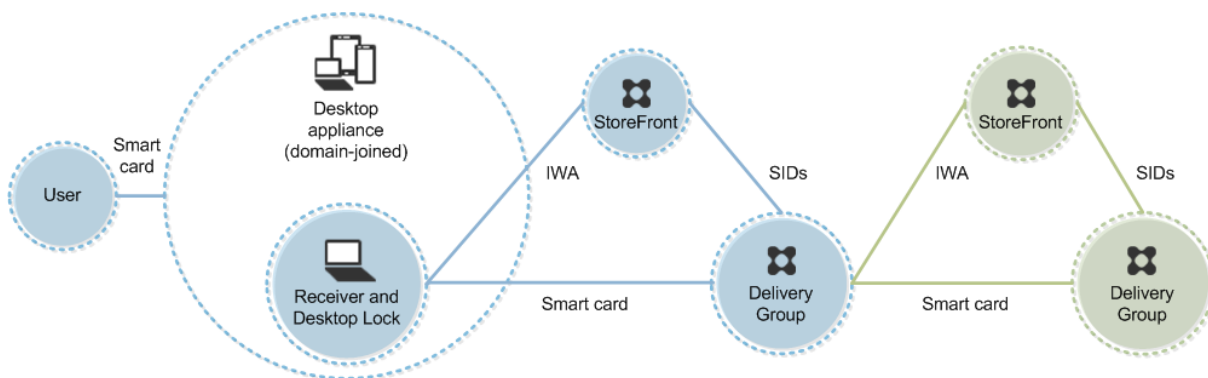 User
Smart
card
Desktop
appliance
(domain-joined)
Receiver and
Desktop Lock
IWA
StoreFront
SIDs
Smart card
Delivery
Group
IWA
StoreFront
SIDs
Smart card
Delivery
Group